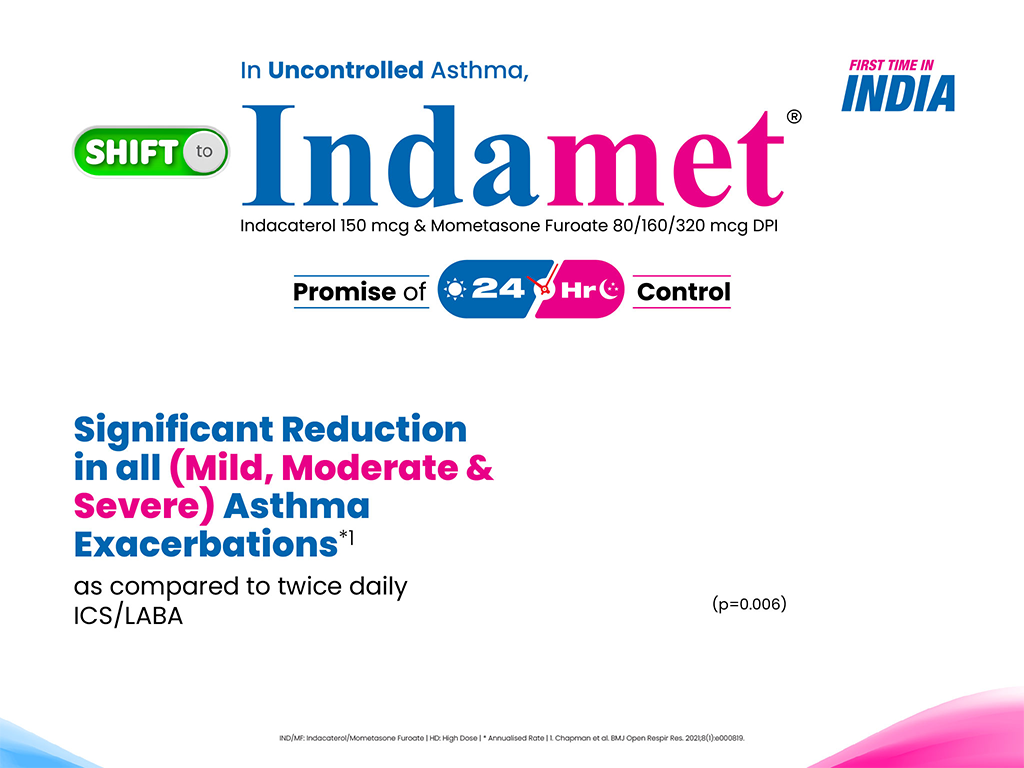 In Uncontrolled Asthma,
FIRST TIME IN
INDIA
SHIFT to
Indamet®
Indacaterol 150 mcg & Mometasone Furoate 80/160/320 mcg DPI
Promise of 24 Hr Control
Significant Reduction
in all (Mild, Moderate &
Severe) Asthma
Exacerbations*1
as compared to twice daily
ICS/LABA
(p=0.006)
IND/MF: Indacaterol/Mometasone Furoate | HD: High Dose | * Annualised Rate | 1. Chapman et al. BMJ Open Respir Res. 2021;8(1):e000819.